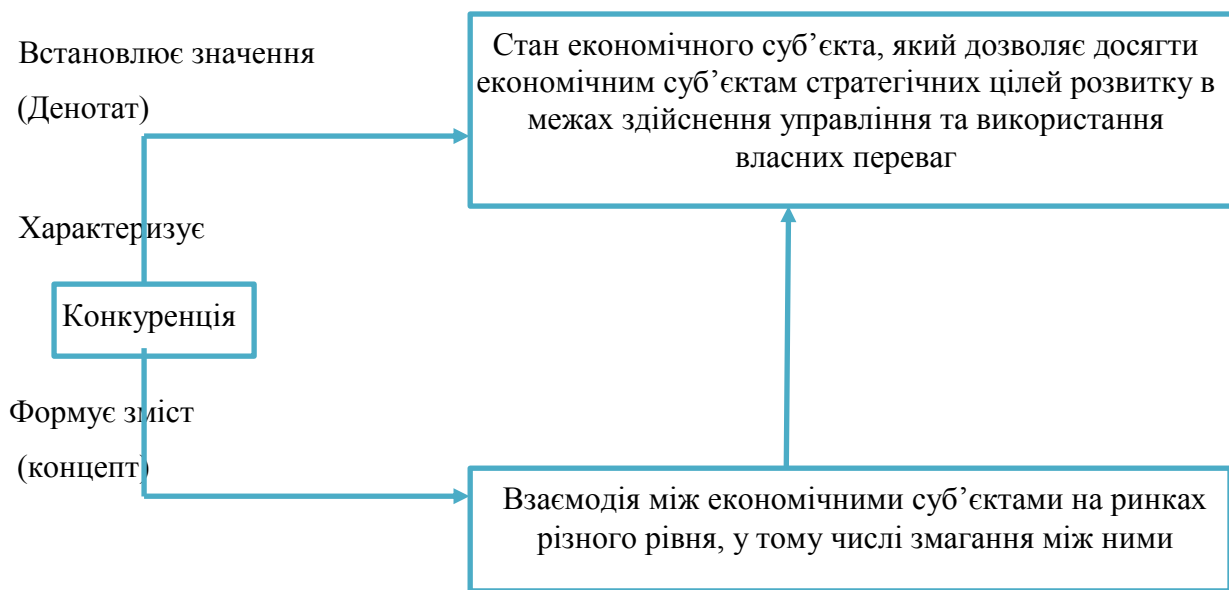 Встановлює значення
(Денотат)
Стан економічного суб’єкта, який дозволяє досягти
економічним суб’єктам стратегічних цілей розвитку в
межах здійснення управління та використання
власних переваг
Характеризує
Конкуренція
Формує зміст
(концепт)
Взаємодія між економічними суб’єктами на ринках
різного рівня, у тому числі змагання між ними